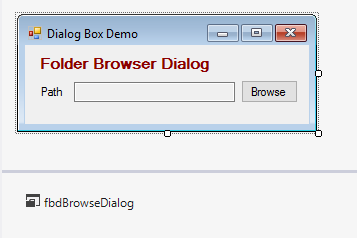 Dialog Box Demo
Folder Browser Dialog
Path Browse
fbdBrowseDialog